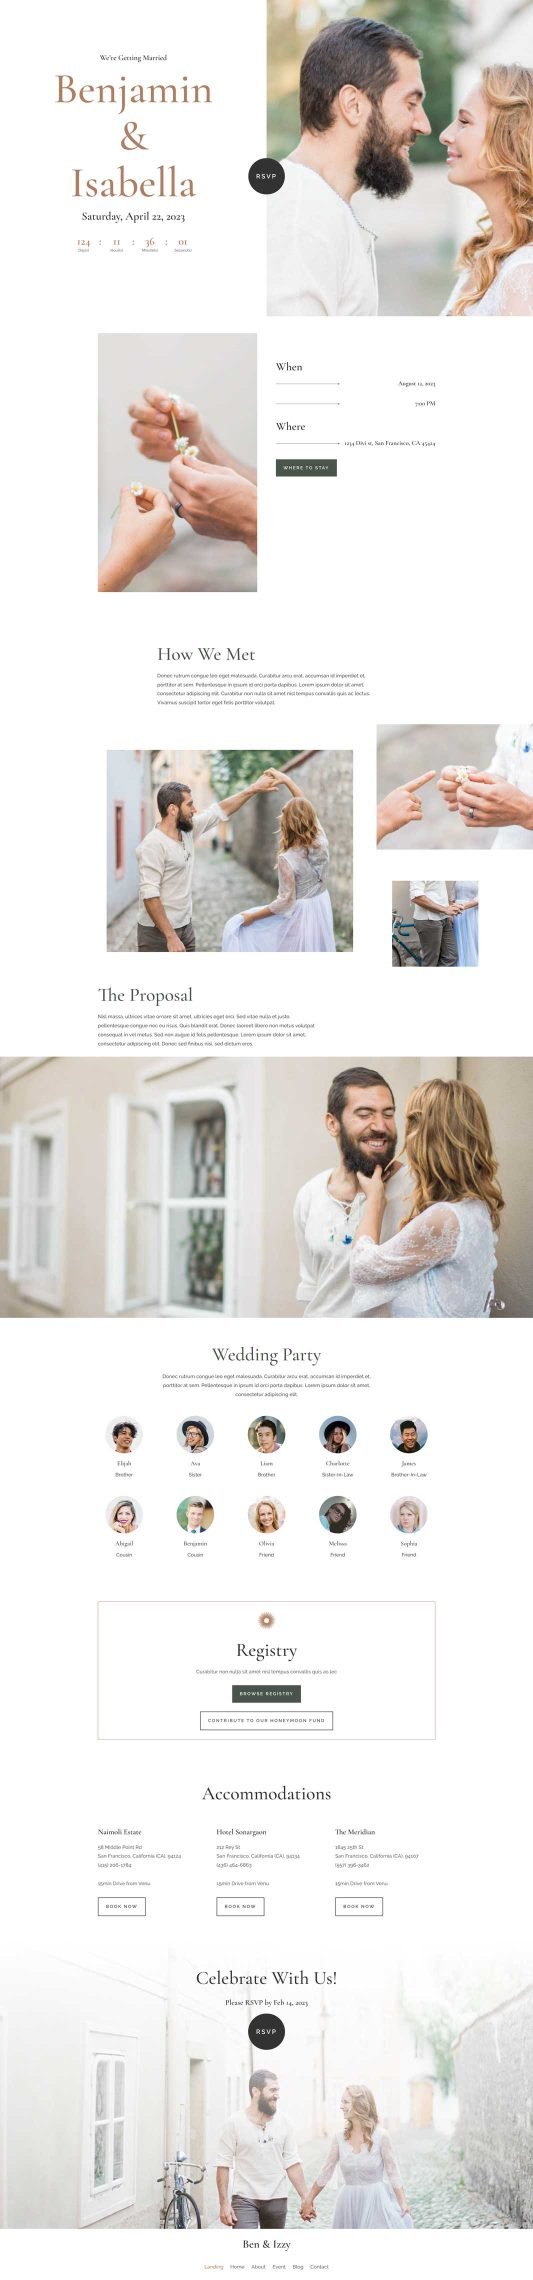 We're Getting Married
Benjamin
&
Isabella
Saturday, April 22, 2023
124 : 11 : 36 : 01
Day(s) Hour(s) Minute(s) Second(s)
RSVP
When
August 12, 2023
7:00 PM
Where
1234 Divi st, San Francisco, CA 45424
WHERE TO STAY
How We Met
Donec rutrum congue leo eget malesuada. Curabitur arcu erat, accumsan id imperdiet et,
porttitor at sem. Pellentesque in ipsum id orci porta dapibus. Lorem ipsum dolor sit amet,
consectetur adipiscing elit. Curabitur non nulla sit amet nisl tempus convallis quis ac lectus.
Vivamus suscipit tortor eget felis porttitor volutpat.
The Proposal
Nisl massa, ultrices vitae ornare sit amet, ultricies eget orci. Sed vitae nulla et justo
pellentesque congue nec eu risus. Quis blandit erat. Donec laoreet libero non metus volutpat
consequat in vel metus. Sed non augue id felis pellentesque. Lorem ipsum dolor sit amet,
consectetur adipiscing elit. Donec sed finibus nisi, sed dictum eros.
Wedding Party
Donec rutrum congue leo eget malesuada. Curabitur arcu erat, accumsan id imperdiet et,
porttitor at sem. Pellentesque in ipsum id orci porta dapibus. Lorem ipsum dolor sit amet,
consectetur adipiscing elit.
Elijah Ava Liam Charlotte James
Brother Sister Brother Sister-In-Law Brother-In-Law
Abigail Benjamin Olivia Melissa Sophia
Cousin Cousin Friend Friend Friend
Registry
Curabitur non nulla sit amet nisl tempus convallis quis ac lec
BROWSE REGISTRY
CONTRIBUTE TO OUR HONEYMOON FUND
Accommodations
Naimoli Estate
58 Middle Point Rd
San Francisco, California (CA), 94124
(415) 206-1784
15min Drive from Venu
BOOK NOW
Hotel Sonargaon
212 Rey St
San Francisco, California (CA), 94134
(436) 464-6863
15min Drive from Venu
BOOK NOW
The Meridian
1845 25th St
San Francisco, California (CA), 94107
(557) 396-3462
15min Drive from Venu
BOOK NOW
Celebrate With Us!
Please RSVP by Feb 14, 2023
RSVP
Ben & Izzy
Landing Home About Event Blog Contact